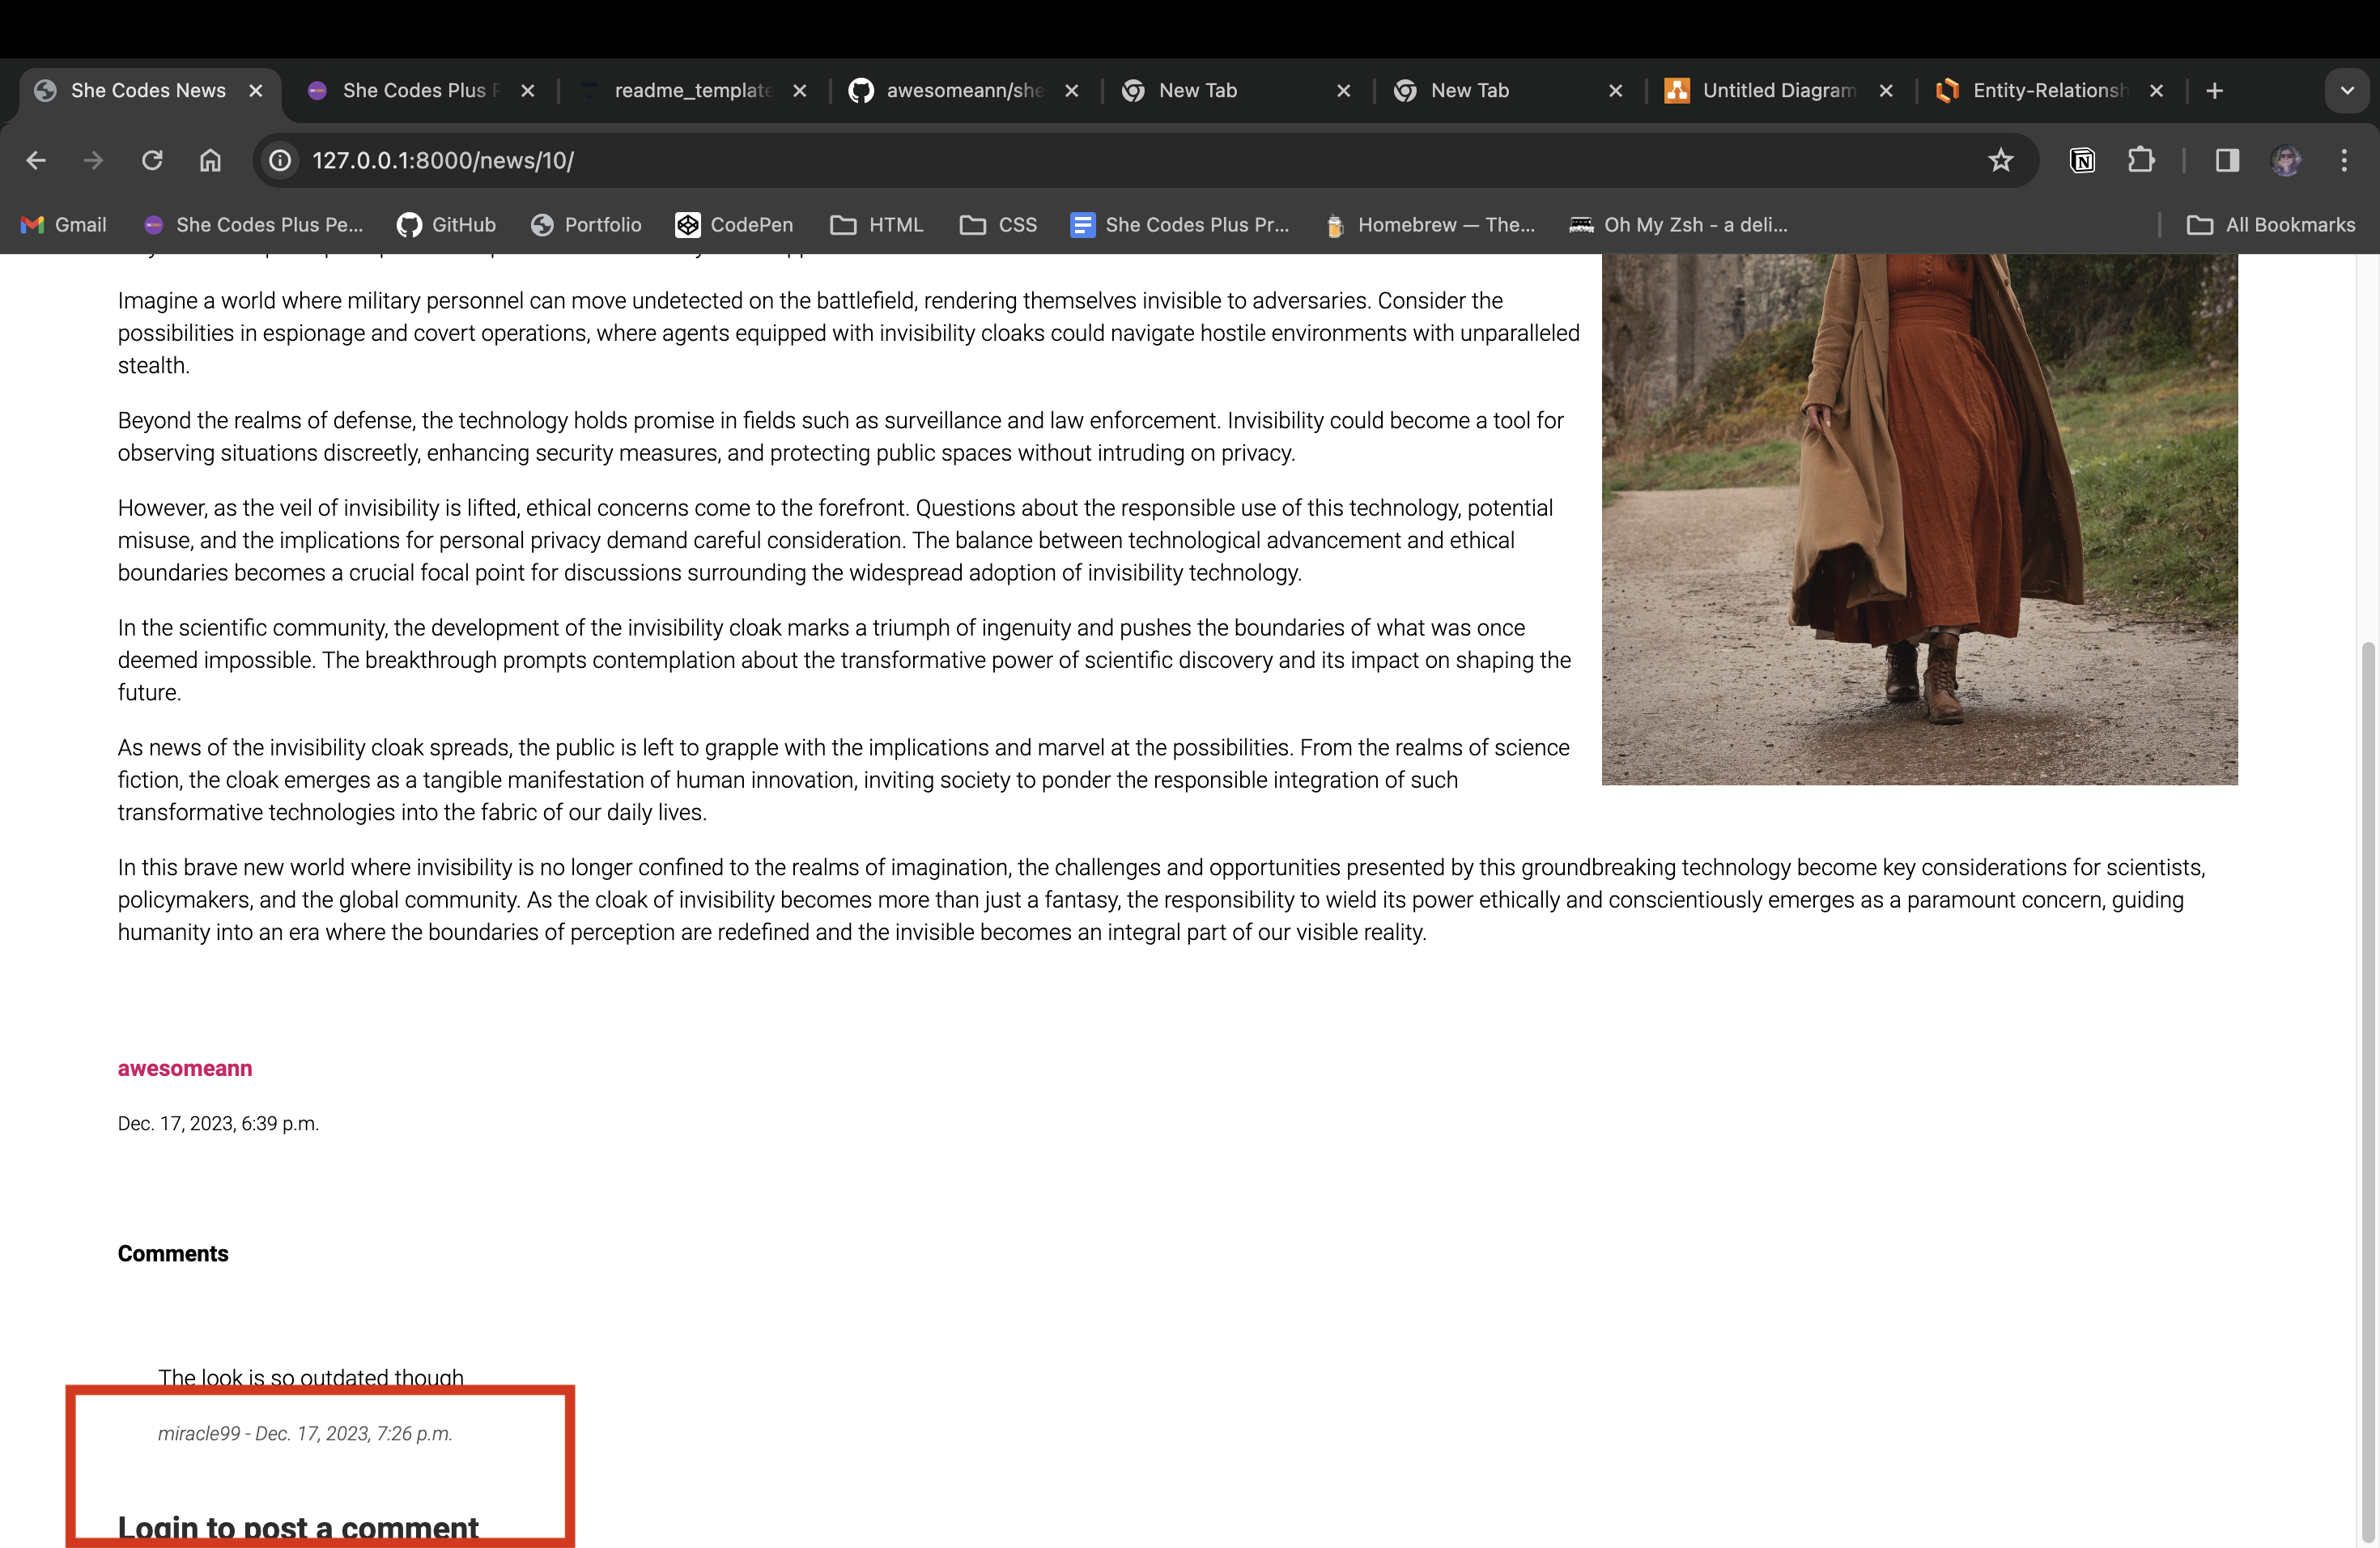 She Codes News
She Codes Plus
readme_template
awesomeann/she
New Tab
New Tab
Untitled Diagram
Entity-Relationsh
127.0.0.1:8000/news/10/
Gmail
She Codes Plus Pe...
GitHub
Portfolio
CodePen
HTML
CSS
She Codes Plus Pr...
Homebrew — The...
Oh My Zsh - a deli...
All Bookmarks
Imagine a world where military personnel can move undetected on the battlefield, rendering themselves invisible to adversaries. Consider the
possibilities in espionage and covert operations, where agents equipped with invisibility cloaks could navigate hostile environments with unparalleled
stealth.
Beyond the realms of defense, the technology holds promise in fields such as surveillance and law enforcement. Invisibility could become a tool for
observing situations discreetly, enhancing security measures, and protecting public spaces without intruding on privacy.
However, as the veil of invisibility is lifted, ethical concerns come to the forefront. Questions about the responsible use of this technology, potential
misuse, and the implications for personal privacy demand careful consideration. The balance between technological advancement and ethical
boundaries becomes a crucial focal point for discussions surrounding the widespread adoption of invisibility technology.
In the scientific community, the development of the invisibility cloak marks a triumph of ingenuity and pushes the boundaries of what was once
deemed impossible. The breakthrough prompts contemplation about the transformative power of scientific discovery and its impact on shaping the
future.
As news of the invisibility cloak spreads, the public is left to grapple with the implications and marvel at the possibilities. From the realms of science
fiction, the cloak emerges as a tangible manifestation of human innovation, inviting society to ponder the responsible integration of such
transformative technologies into the fabric of our daily lives.
In this brave new world where invisibility is no longer confined to the realms of imagination, the challenges and opportunities presented by this groundbreaking technology become key considerations for scientists,
policymakers, and the global community. As the cloak of invisibility becomes more than just a fantasy, the responsibility to wield its power ethically and conscientiously emerges as a paramount concern, guiding
humanity into an era where the boundaries of perception are redefined and the invisible becomes an integral part of our visible reality.
awesomeann
Dec. 17, 2023, 6:39 p.m.
Comments
The look is so outdated though
miracle99 - Dec. 17, 2023, 7:26 p.m.
Login to post a comment